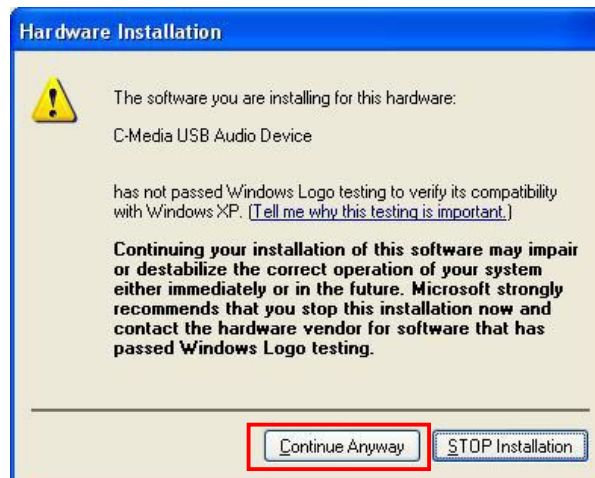 Hardware Installation
The software you are installing for this hardware:
C-Media USB Audio Device
has not passed Windows Logo testing to verify its compatibility
with Windows XP. (Tell me why this testing is important.)
Continuing your installation of this software may impair
or destabilize the correct operation of your system
either immediately or in the future. Microsoft strongly
recommends that you stop this installation now and
contact the hardware vendor for software that has
passed Windows Logo testing.
Continue Anyway STOP Installation